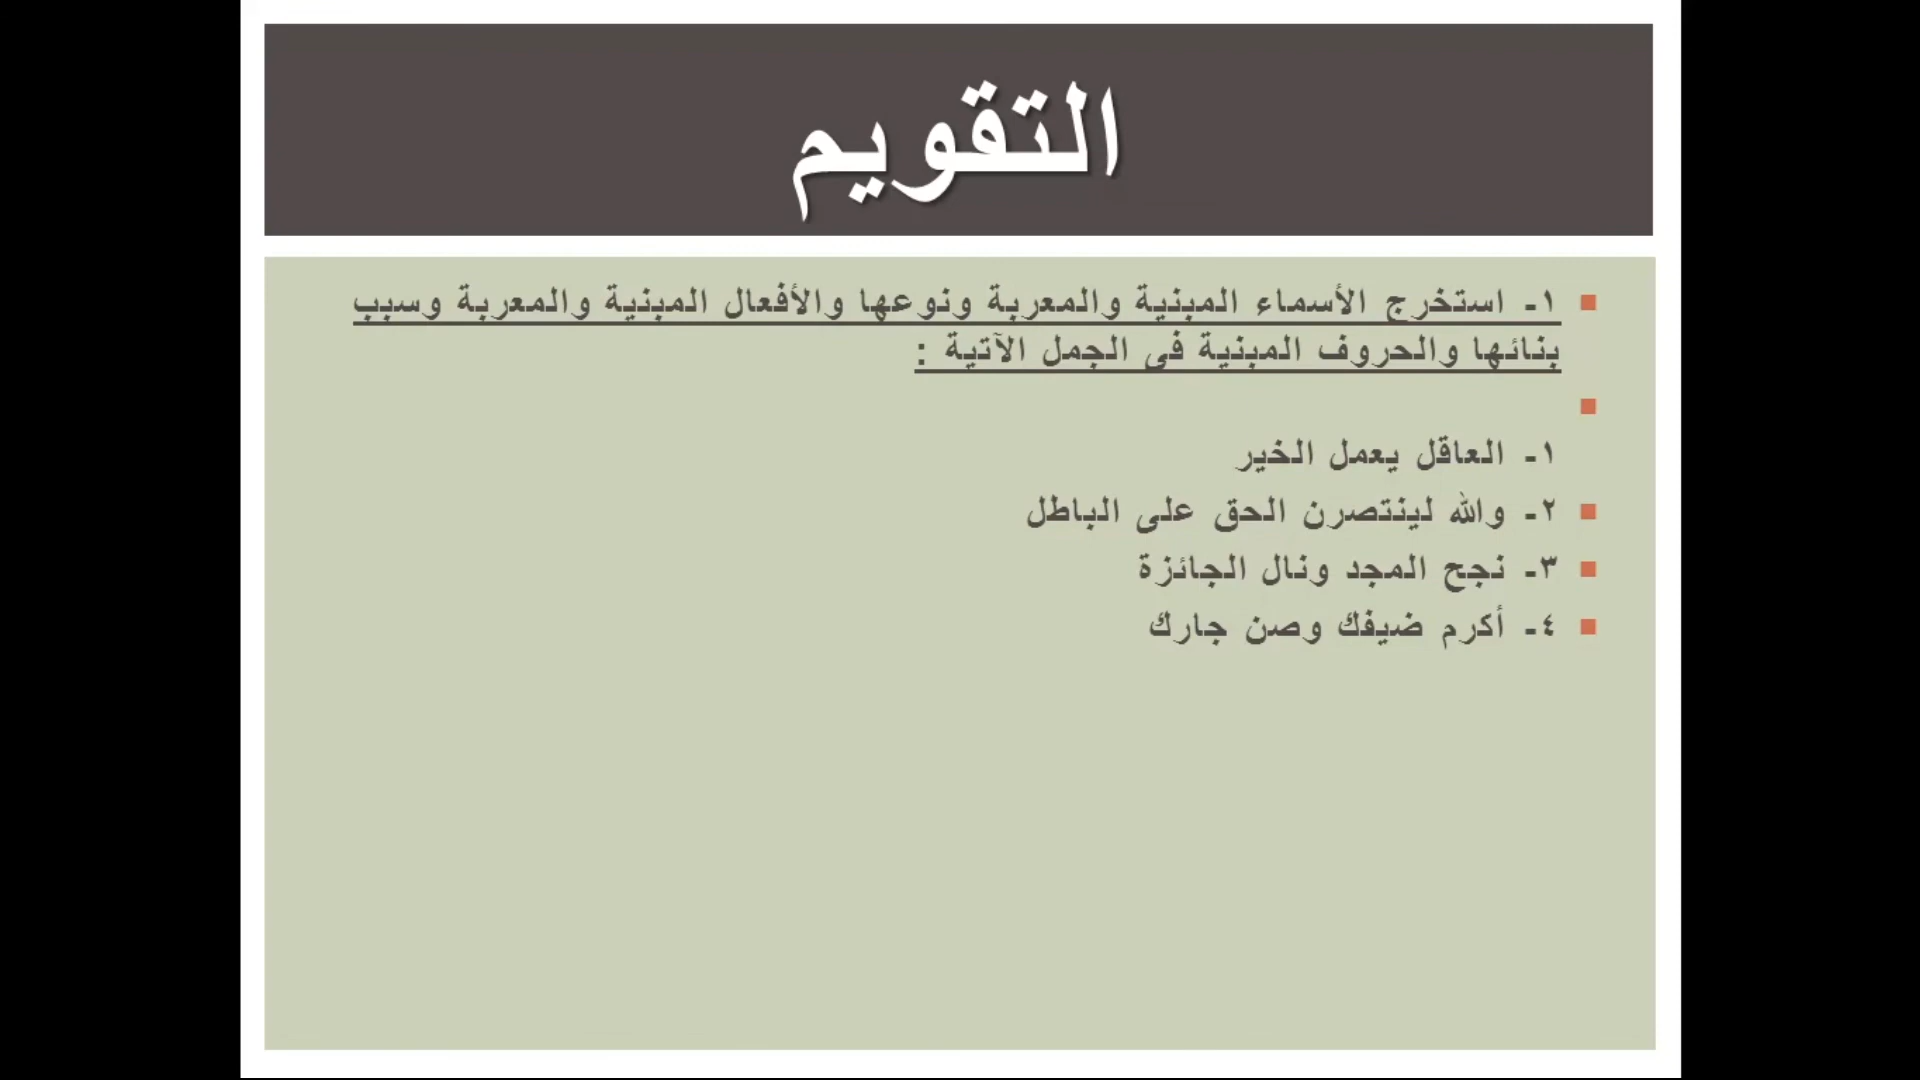 التقويم
١- استخرج الأسماء المبنية والمعربة ونوعها والأفعال المبنية والمعربة وسبب
بنائها والحروف المبنية فى الجمل الآتية :
١- العاقل يعمل الخير
٢- والله لينتصرن الحق على الباطل
٣- نجح المجد ونال الجائزة
٤- أكرم ضيفك وصن جارك